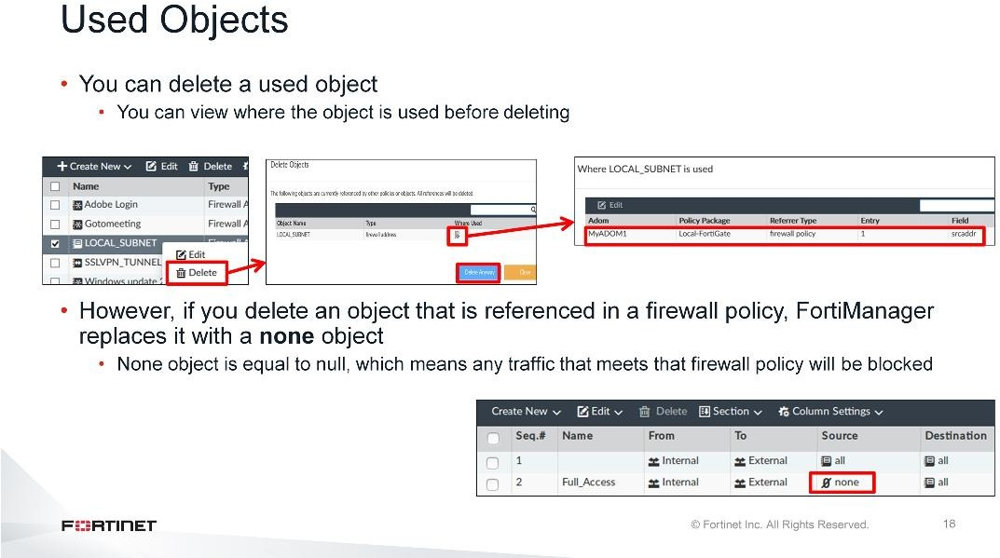 Used Objects
• You can delete a used object
• You can view where the object is used before deleting
Create New Edit Delete
Name Type
Adobe Login Firewall A
Gotomeeting Firewall A
LOCAL_SUBNET Firewall A
SSLVPN_TUNNEL
Windows update 2
Edit
Delete
Delete Objects
The following objects are currently referenced by other policies or objects. All references will be deleted.
Object Name Type Where Used
LOCAL_SUBNET firewall address
Delete Anyway Close
Where LOCAL_SUBNET is used
Edit
Adom Policy Package Referrer Type Entry Field
MyADOM1 Local-FortiGate firewall policy 1 srcaddr
• However, if you delete an object that is referenced in a firewall policy, FortiManager
replaces it with a none object
• None object is equal to null, which means any traffic that meets that firewall policy will be blocked
Create New Edit Delete Section Column Settings
Seq.# Name From To Source Destination
1 Internal External all all
2 Full_Access Internal External none all
FORTINET
© Fortinet Inc. All Rights Reserved.
18